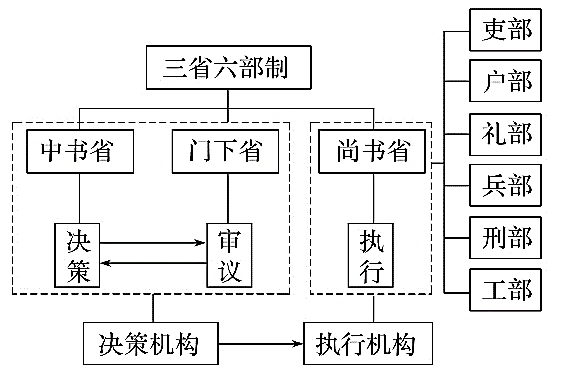 三省六部制
中书省
门下省
尚书省
决策
审议
执行
决策机构
执行机构
吏部
户部
礼部
兵部
刑部
工部